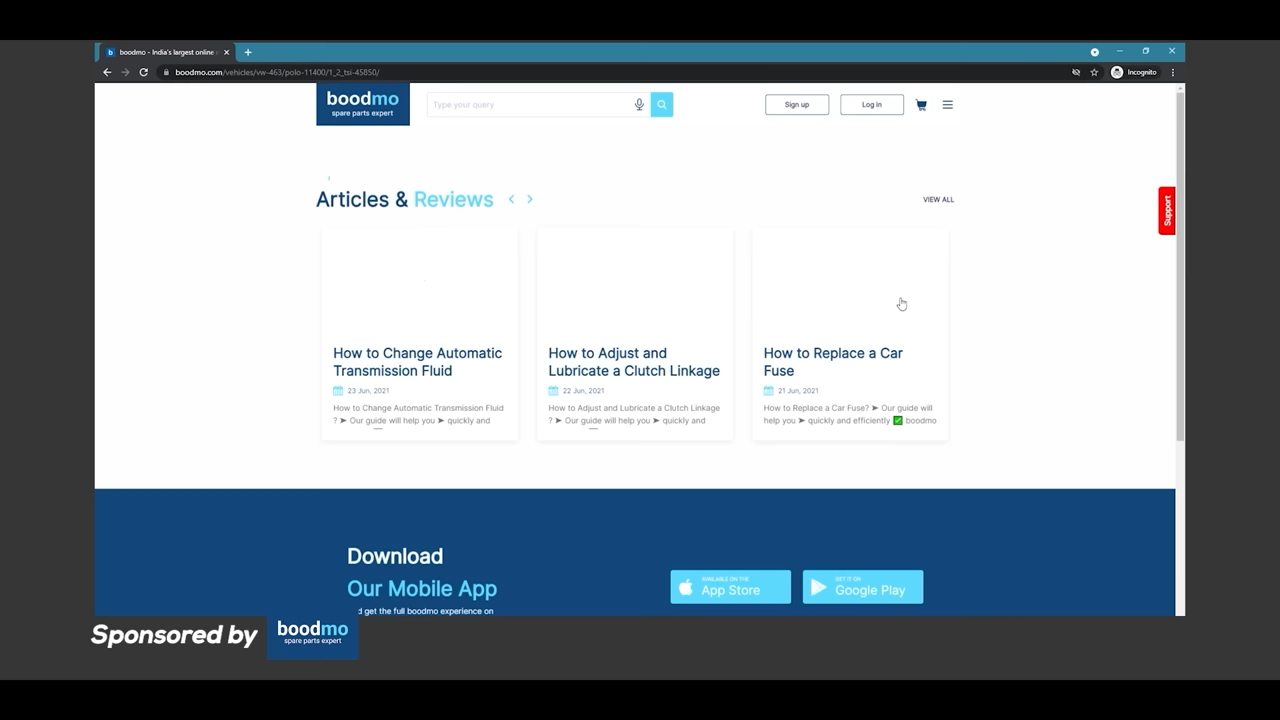 boodmo - India's largest online
boodmo.com/vehicles/vw-463/polo-11400/1_2_tsi-45850/
Incognito
boodmo
spare parts expert
Type your query
Sign up
Log in
Articles & Reviews
VIEW ALL
Support
How to Change Automatic
Transmission Fluid
23 Jun, 2021
How to Change Automatic Transmission Fluid
? ➤ Our guide will help you ➤ quickly and
How to Adjust and
Lubricate a Clutch Linkage
22 Jun, 2021
How to Adjust and Lubricate a Clutch Linkage
? ➤ Our guide will help you ➤ quickly and
How to Replace a Car
Fuse
21 Jun, 2021
How to Replace a Car Fuse? ➤ Our guide will
help you ➤ quickly and efficiently ✅ boodmo
Download
Our Mobile App
d get the full boodmo experience on
AVAILABLE ON THE
App Store
GET IT ON
Google Play
Sponsored by
boodmo
spare parts expert